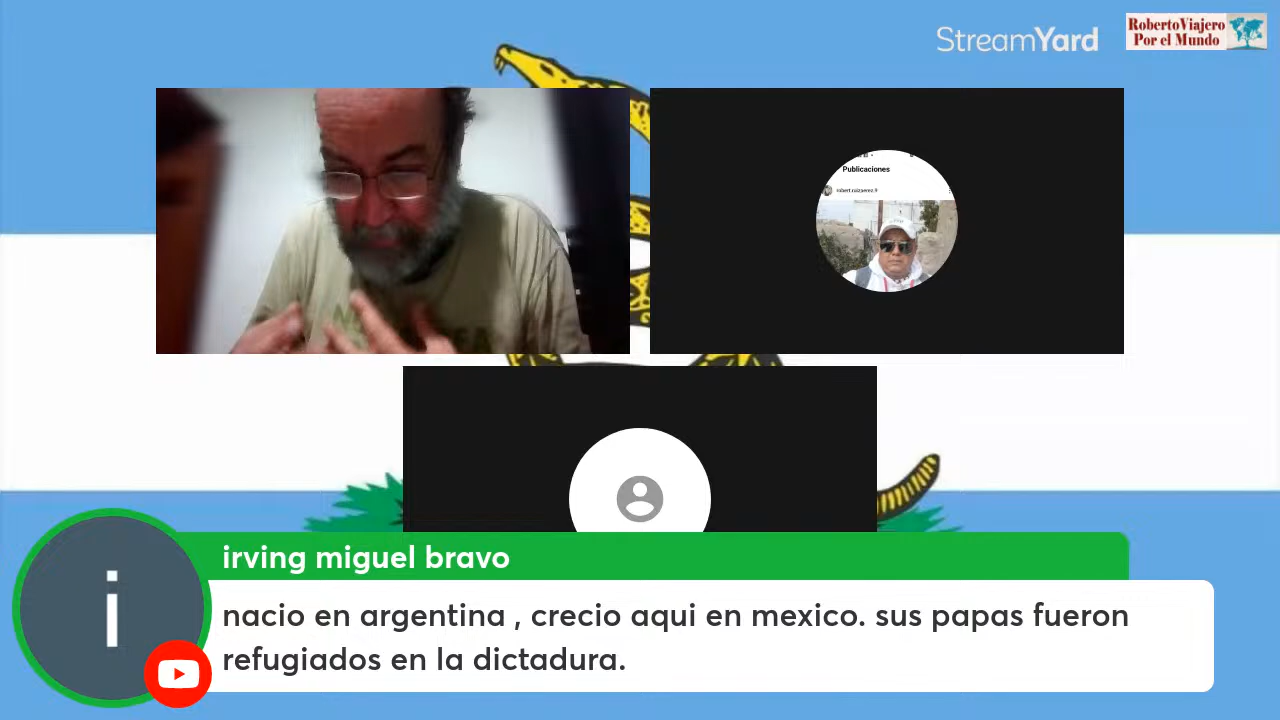 StreamYard
RobertoViajero
Por el Mundo
Publicaciones
irving miguel bravo
nacio en argentina , crecio aqui en mexico. sus papas fueron
refugiados en la dictadura.